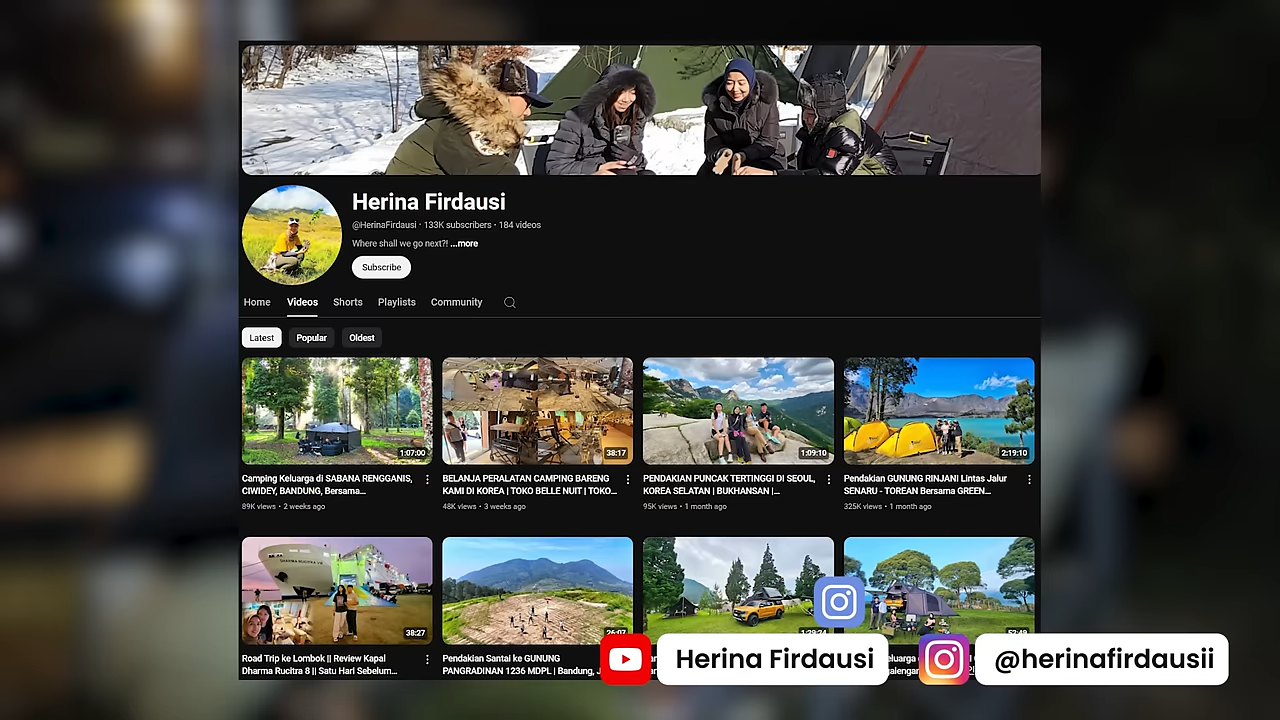 Herina Firdausi
@HerinaFirdausi · 133K subscribers · 184 videos
Where shall we go next?! ...more
Subscribe
Home Videos Shorts Playlists Community
Latest Popular Oldest
1:07:00
38:17
1:09:10
2:19:10
Camping Keluarga di SABANA RENGGANIS,
CIWIDEY, BANDUNG, Bersama...
89K views · 2 weeks ago
BELANJA PERALATAN CAMPING BARENG
KAMI DI KOREA | TOKO BELLE NUIT | TOKO...
48K views · 3 weeks ago
PENDAKIAN PUNCAK TERTINGGI DI SEOUL,
KOREA SELATAN | BUKHANSAN |...
95K views · 1 month ago
Pendakian GUNUNG RINJANI Lintas Jalur
SENARU - TOREAN Bersama GREEN...
325K views · 1 month ago
DHARMA RUCITRA VIII
38:27
26:07
52:49
Road Trip ke Lombok || Review Kapal
Dharma Rucitra 8 || Satu Hari Sebelum...
Pendakian Santai ke GUNUNG
PANGRADINAN 1236 MDPL | Bandung,
Herina Firdausi
@herinafirdausii